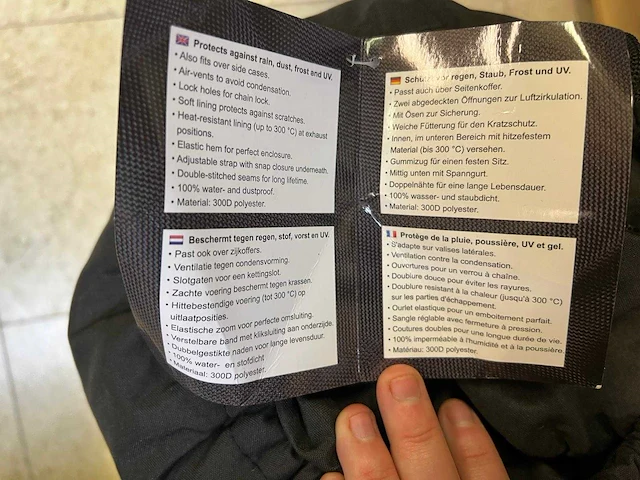 Protects against rain, dust, frost and UV.
• Also fits over side cases.
• Air-vents to avoid condensation.
• Lock holes for chain lock.
• Soft lining protects against scratches.
• Heat-resistant lining (up to 300 °C) at exhaust
positions.
• Elastic hem for perfect enclosure.
• Adjustable strap with snap closure underneath.
• Double-stitched seams for long lifetime.
• 100% water- and dustproof.
• Material: 300D polyester.
vor regen, Staub, Frost und UV.
• Passt auch über Seitenkoffer.
• Zwei abgedeckten Öffnungen zur Luftzirkulation.
• Mit Ösen zur Sicherung.
• Weiche Fütterung für den Kratzschutz.
• Innen, im unteren Bereich mit hitzefestem
Material (bis 300 °C) versehen.
• Gummizug für einen festen Sitz.
• Mittig unten mit Spanngurt.
• Doppelnähte für eine lange Lebensdauer.
• 100% wasser- und staubdicht.
• Material: 300D polyester.
Beschermt tegen regen, stof, vorst en UV.
• Past ook over zijkoffers.
• Ventilatie tegen condensvorming.
• Slotgaten voor een kettingslot.
• Zachte voering beschermt tegen krassen.
• Hittebestendige voering (tot 300 °C) op
uitlaatposities.
• Elastische zoom voor perfecte omsluiting.
• Verstelbare band met kliksluiting aan onderzijde.
• Dubbelgestikte naden voor lange levensduur.
• 100% water- en stofdicht
• Materiaal: 300D polyester.
Protège de la pluie, poussière, UV et gel.
• S'adapte sur valises latérales.
• Ventilation contre la condensation.
• Ouvertures pour un verrou à chaîne.
• Doublure douce pour éviter les rayures.
• Doublure resistant à la chaleur (jusqu'à 300 °C)
sur les parties d'échappement.
• Ourlet elastique pour un emboitement parfait.
• Sangle réglable avec fermeture à pression.
• Coutures doubles pour une longue durée de vie.
• 100% imperméable à l'humidité et à la poussière.
• Matériau: 300D polyester.